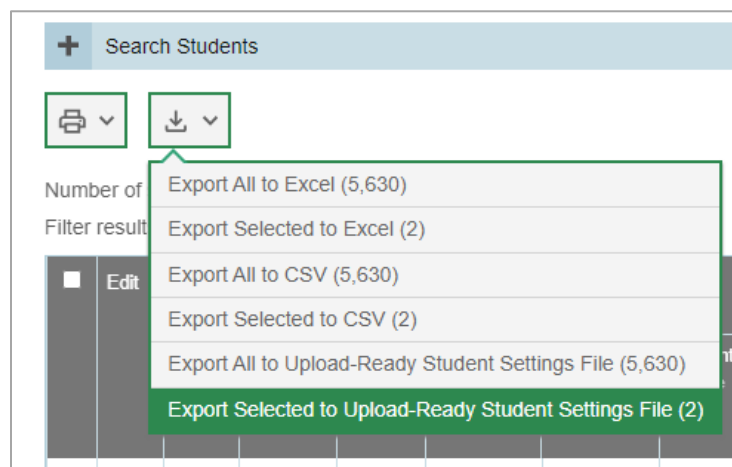 Search Students
Export All to Excel (5,630)
Number of
Export Selected to Excel (2)
Filter result
Export All to CSV (5,630)
Edit
Export Selected to CSV (2)
Export All to Upload-Ready Student Settings File (5,630)
Export Selected to Upload-Ready Student Settings File (2)